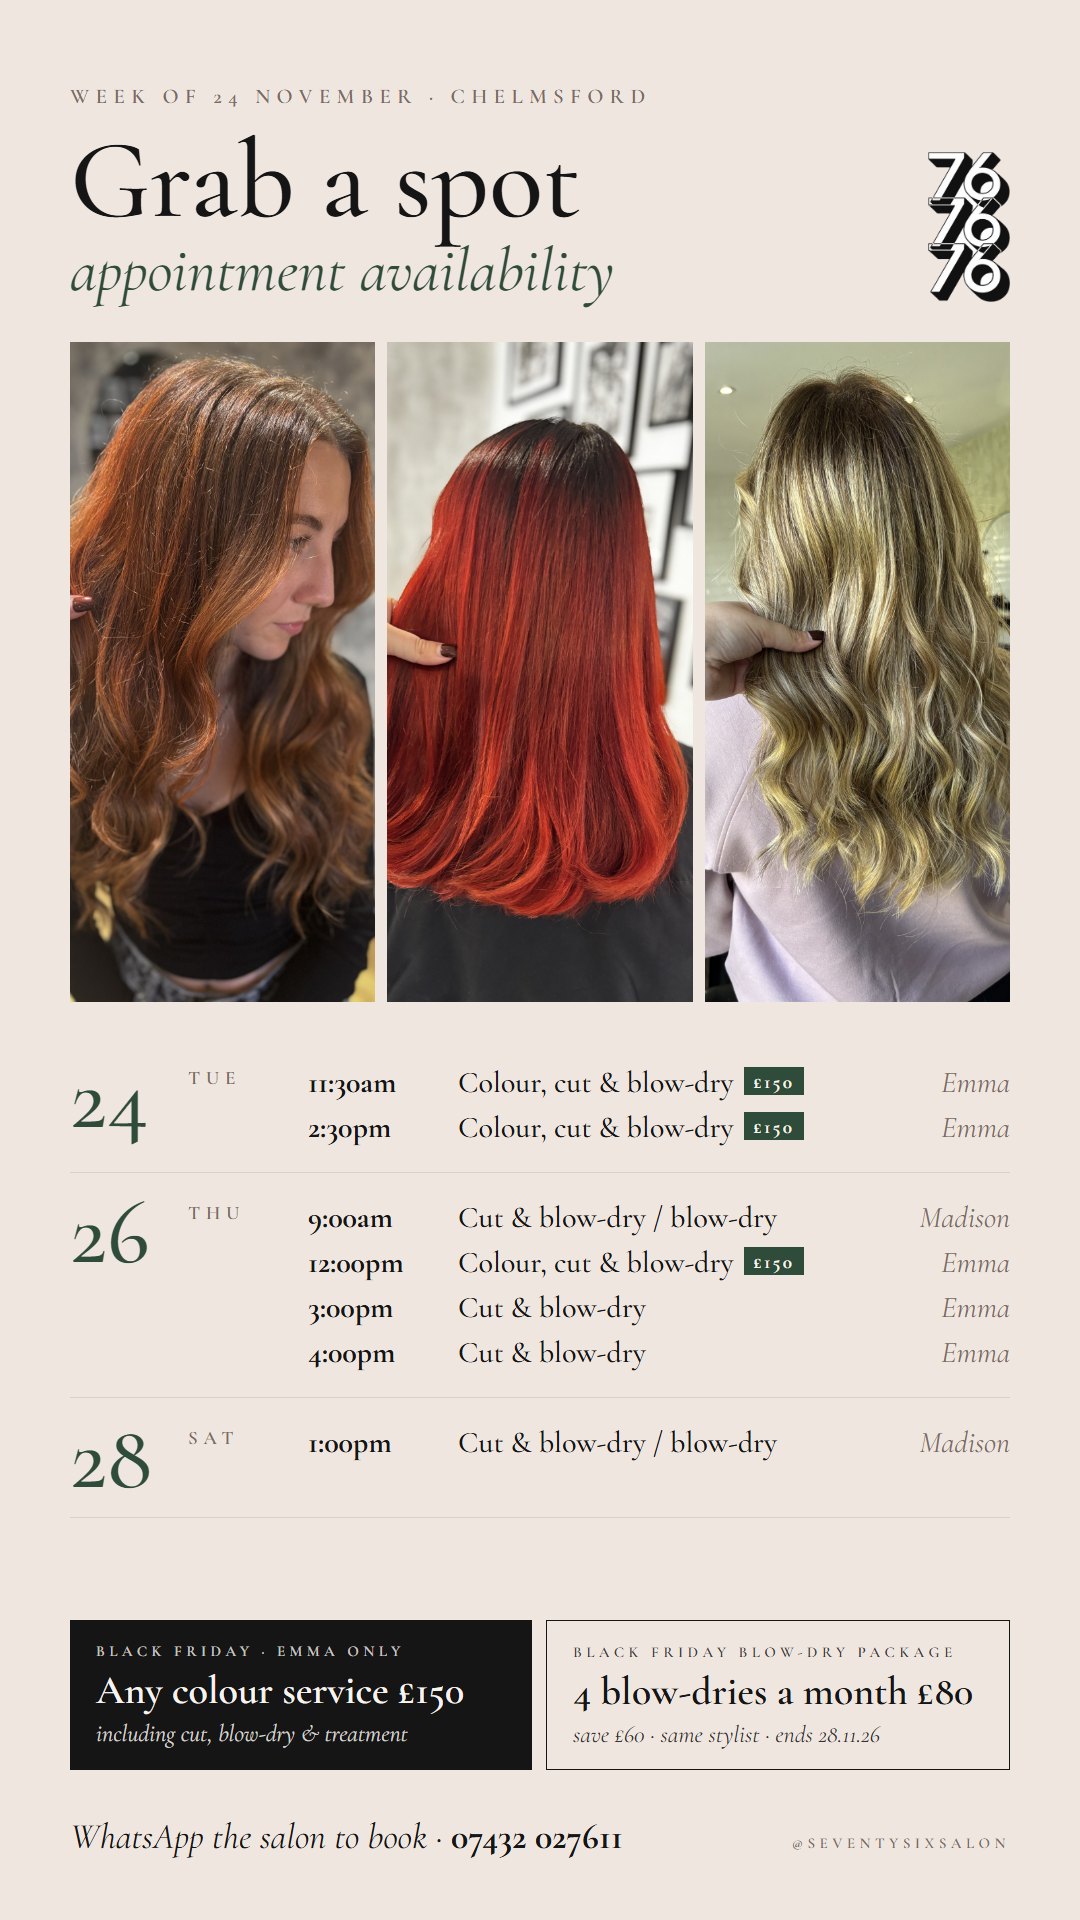 WEEK OF 24 NOVEMBER · CHELMSFORD
Grab a spot
appointment availability
76
76
76
24 TUE 11:30am Colour, cut & blow-dry £150 Emma
2:30pm Colour, cut & blow-dry £150 Emma
26 THU 9:00am Cut & blow-dry / blow-dry Madison
12:00pm Colour, cut & blow-dry £150 Emma
3:00pm Cut & blow-dry Emma
4:00pm Cut & blow-dry Emma
28 SAT 1:00pm Cut & blow-dry / blow-dry Madison
BLACK FRIDAY · EMMA ONLY
Any colour service £150
including cut, blow-dry & treatment
BLACK FRIDAY BLOW-DRY PACKAGE
4 blow-dries a month £80
save £60 · same stylist · ends 28.11.26
WhatsApp the salon to book · 07432 027611
@SEVENTYSIXSALON